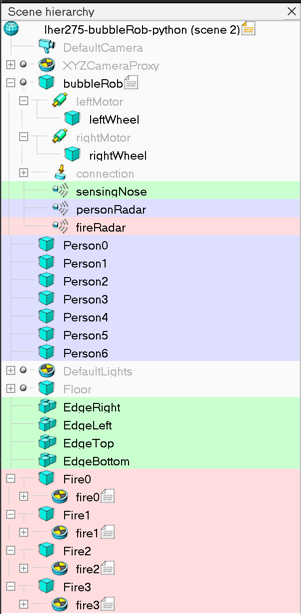 Scene hierarchy
lher275-bubbleRob-python (scene 2)
DefaultCamera
XYZCameraProxy
bubbleRob
leftMotor
leftWheel
rightMotor
rightWheel
connection
sensingNose
personRadar
fireRadar
Person0
Person1
Person2
Person3
Person4
Person5
Person6
DefaultLights
Floor
EdgeRight
EdgeLeft
EdgeTop
EdgeBottom
Fire0
fire0
Fire1
fire1
Fire2
fire2
Fire3
fire3